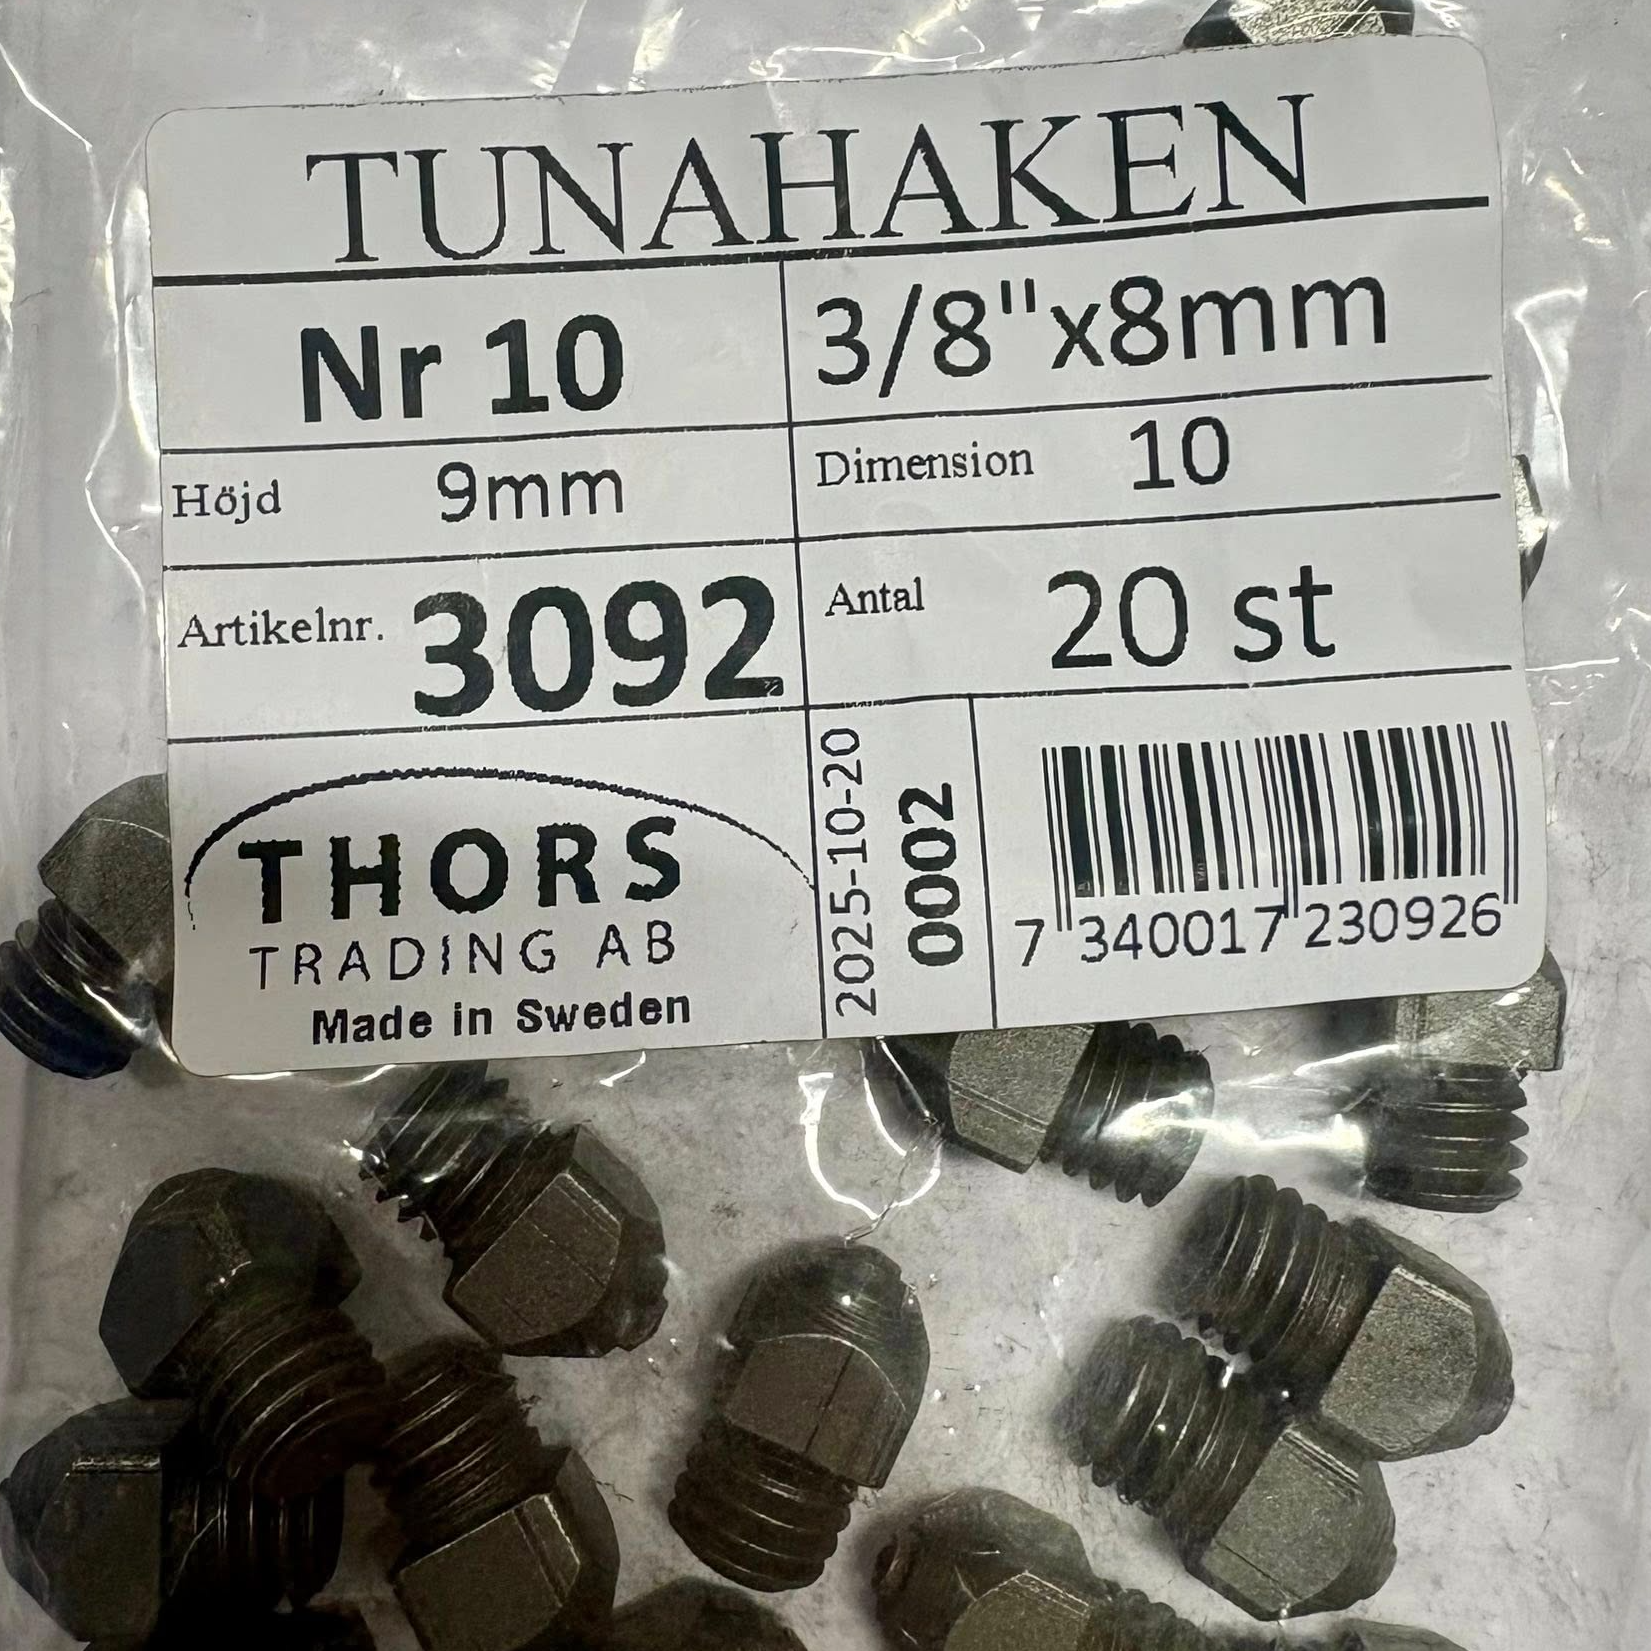 TUNAHAKEN
Nr 10
3/8"x8mm
Höjd 9mm
Dimension 10
Artikelnr. 3092
Antal 20 st
THORS
TRADING AB
Made in Sweden
2025-10-20
0002
7 340017 230926